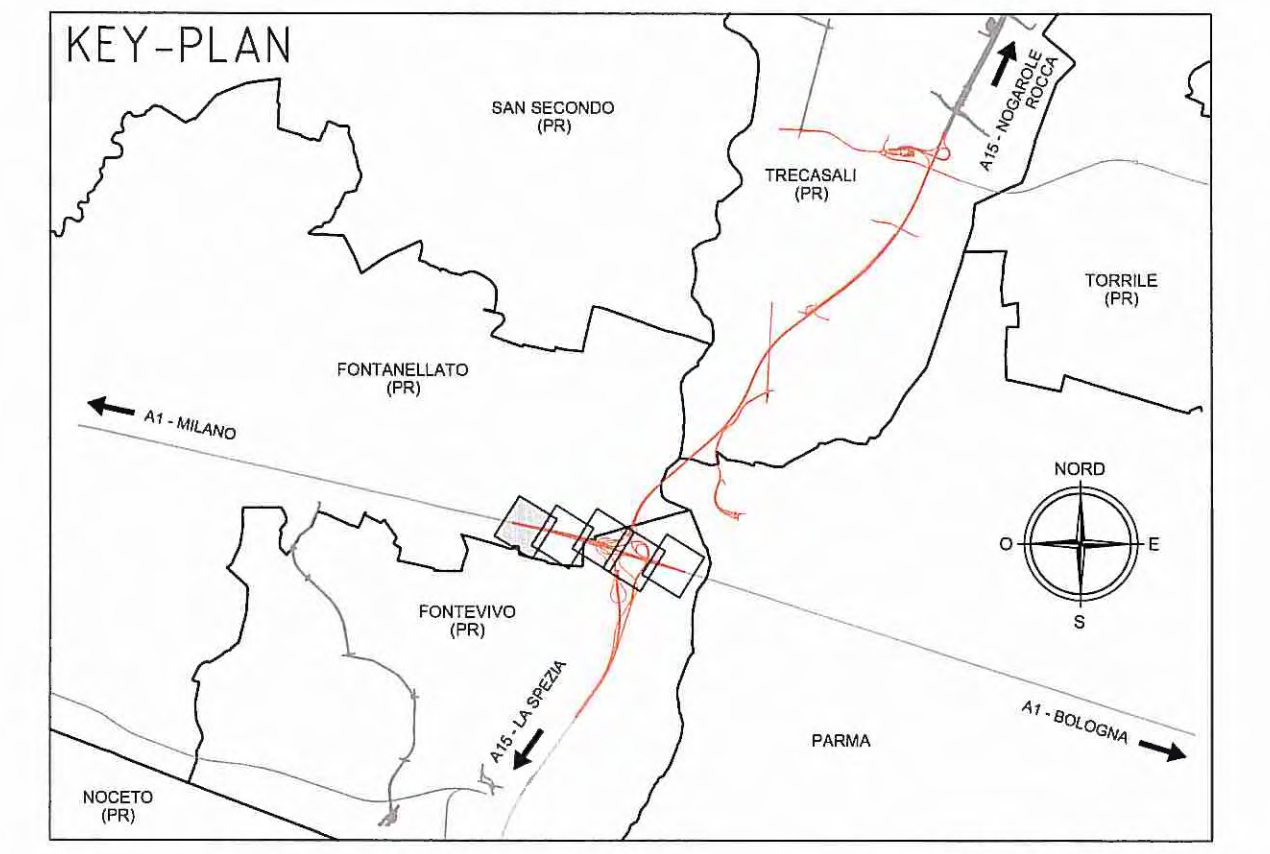 KEY-PLAN
SAN SECONDO
(PR)
A15 - NOGAROLE
ROCCA
TRECASALI
(PR)
TORRILE
(PR)
FONTANELLATO
(PR)
A1 - MILANO
NORD
O
E
S
FONTEVIVO
(PR)
A15 - LA SPEZIA
A1 - BOLOGNA
PARMA
NOCETO
(PR)